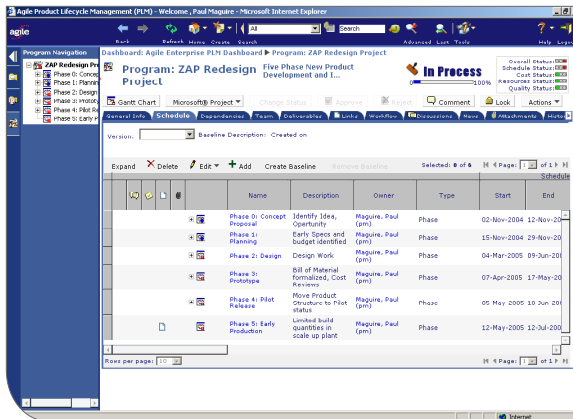 Agile Product Lifecycle Management (PLM) - Welcome , Paul Maguire - Microsoft Internet Explorer
agile
Back Refresh Home Create Search
All
Search
Advanced Last Tools
Help Logout
Program Navigation
ZAP Redesign Pr
Phase 0: Concep
Phase 1: Plannin
Phase 2: Design
Phase 3: Prototy
Phase 4: Pilot Re
Phase 5: Early P
Dashboard: Agile Enterprise PLM Dashboard Program: ZAP Redesign Project
Program: ZAP Redesign Project
Five Phase New Product Development and I...
In Process
0 100%
Overall Status:
Schedule Status:
Cost Status:
Resources Status:
Quality Status:
Gantt Chart Microsoft® Project Change Status Approve Reject Comment Lock Actions
General Info Schedule Dependencies Team Deliverables Links Workflow Discussions News Attachments Histor
Version: Baseline Description: Created on
Expand Delete Edit Add Create Baseline Remove Baseline Selected: 0 of 6 Page: 1 of 1
Schedule
Name Description Owner Type Start End
Phase 0: Concept Proposal Identify Idea, Opertunity Maguire, Paul (pm) Phase 02-Nov-2004 12-Nov-20
Phase 1: Planning Early Specs and budget identified Maguire, Paul (pm) Phase 15-Nov-2004 29-Nov-20
Phase 2: Design Design Work Maguire, Paul (pm) Phase 04-Mar-2005 09-Jun-200
Phase 3: Prototype Bill of Material formalized, Cost Reviews Maguire, Paul (pm) Phase 07-Apr-2005 17-May-20
Phase 4: Pilot Release Move Product Structure to Pilot status Maguire, Paul (pm) Phase 05-May-2005 10-Jun-200
Phase 5: Early Production Limited build quantities in scale up plant Maguire, Paul (pm) Phase 12-May-2005 12-Jul-200
Rows per page: 10 Page: 1 of 1
Internet